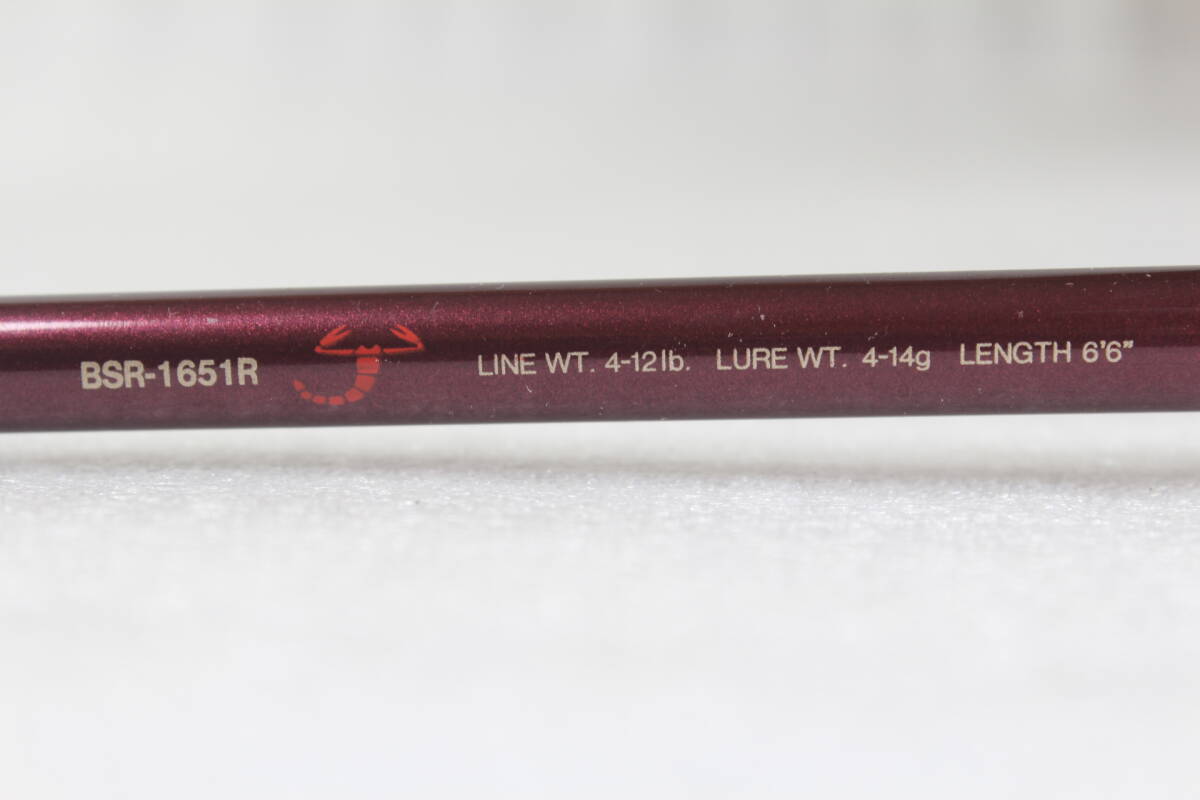 BSR-1651R LINE WT. 4-12lb. LURE WT. 4-14g LENGTH 6'6"